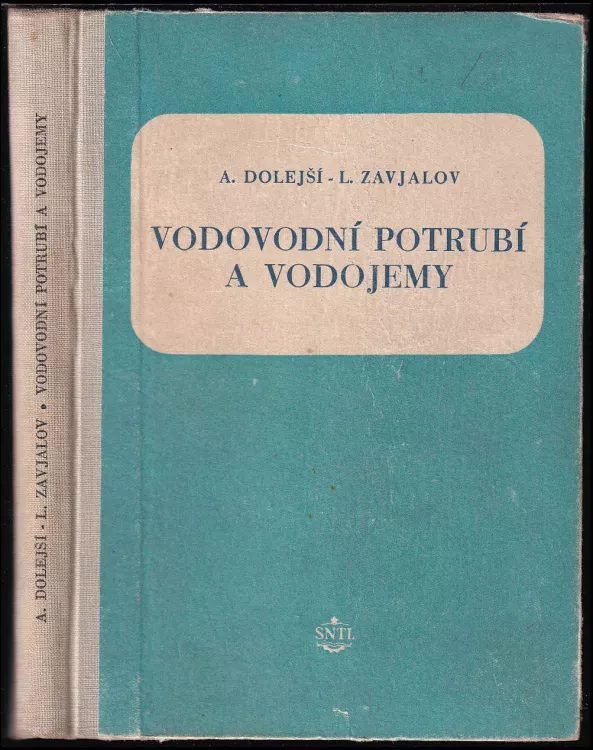 A. DOLEJŠÍ - L. ZAVJALOV • VODOVODNÍ POTRUBÍ A VODOJEMY
A. DOLEJŠÍ - L. ZAVJALOV
VODOVODNÍ POTRUBÍ
A VODOJEMY
SNTL